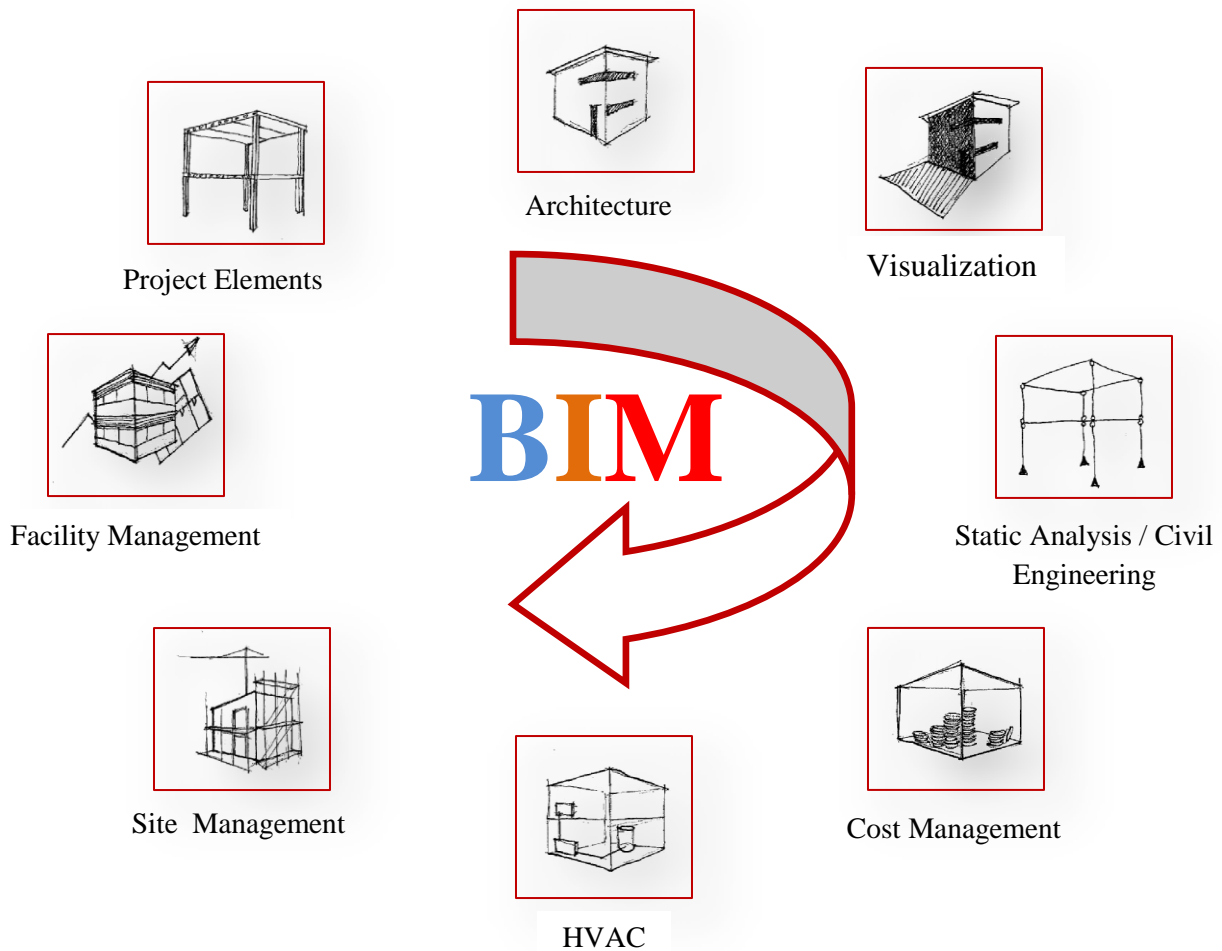 Architecture
Visualization
Project Elements
BIM
Facility Management
Static Analysis / Civil
Engineering
Site Management
Cost Management
HVAC